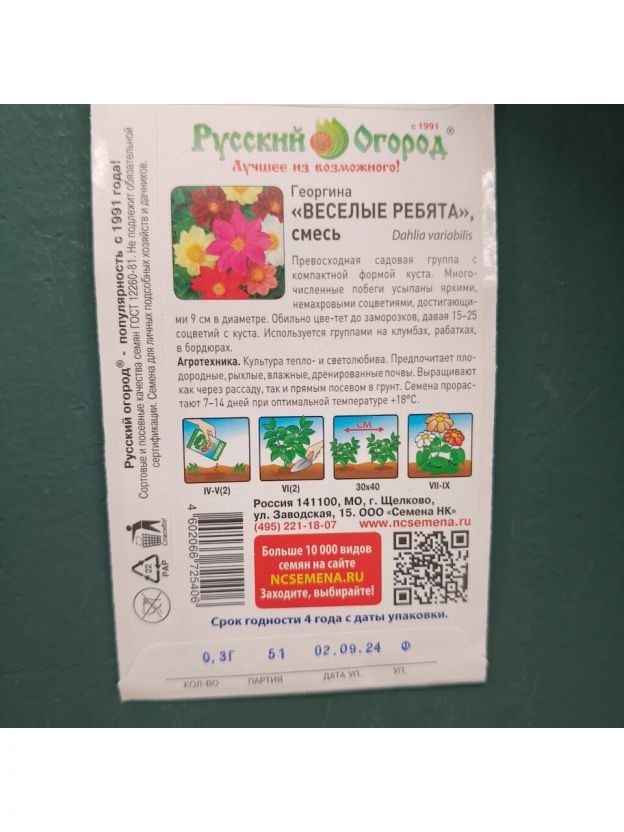 Русский Огород®
с 1991
Лучшее из возможного!
Георгина
«ВЕСЕЛЫЕ РЕБЯТА»,
смесь
Dahlia variabilis
Превосходная садовая группа с
компактной формой куста. Много-
численные побеги усыпаны яркими,
немахровыми соцветиями, достигающи-
ми 9 см в диаметре. Обильно цве-тет до заморозков, давая 15–25
соцветий с куста. Используется группами на клумбах, рабатках,
в бордюрах.
Агротехника. Культура тепло- и светолюбива. Предпочитает пло-
дородные, рыхлые, влажные, дренированные почвы. Выращивают
как через рассаду, так и прямым посевом в грунт. Семена прорас-
тают 7–14 дней при оптимальной температуре +18°С.
СМ
IV-V(2)
VI(2)
30х40
VII-IX
Россия 141100, МО, г. Щелково,
ул. Заводская, 15. ООО «Семена НК»
(495) 221-18-07 www.ncsemena.ru
Больше 10 000 видов
семян на сайте
NCSEMENA.RU
Заходите, выбирайте!
Срок годности 4 года с даты упаковки.
0,3Г 51 02.09.24 Ф
КОЛ-ВО ПАРТИЯ ДАТА УП. УП.
Русский огород® - популярность с 1991 года!
Сортовые и посевные качества семян ГОСТ 12260-81. Не подлежит обязательной
сертификации. Семена для личных подсобных хозяйств и дачников.
Спасибо!
22
PAP
4602066 725406